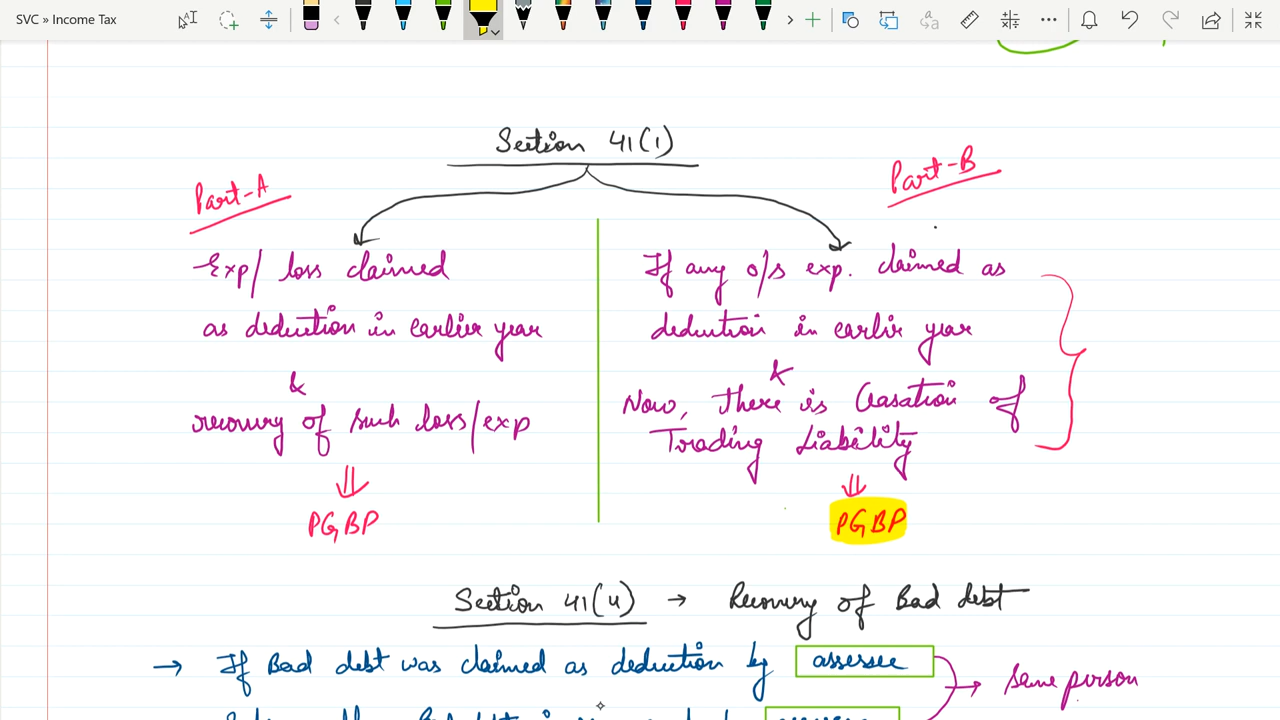 SVC » Income Tax
Section 41(1)
Part-A
Exp/ loss claimed
as deduction in earlier year
&
recovery of such loss/exp
⇓
PGBP
Part-B
If any o/s exp. claimed as
deduction in earlier year
&
Now, There is Ceasation of
Trading Liability
⇓
PGBP
Section 41(4) → Recovery of Bad debt
→ If Bad debt was claimed as deduction by assessee
→ same person